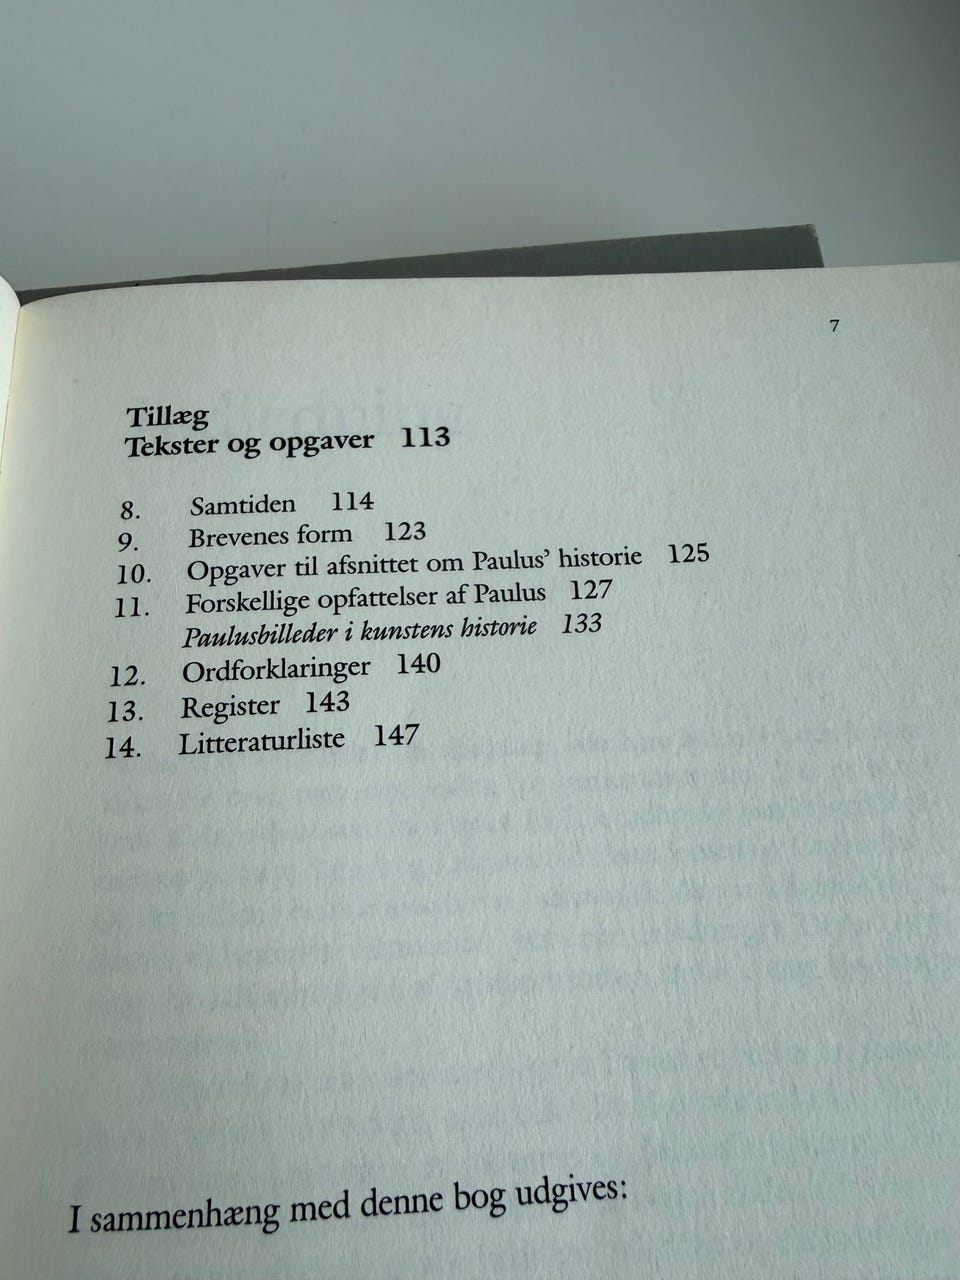 7
Tillæg
Tekster og opgaver 113
8. Samtiden 114
9. Brevenes form 123
10. Opgaver til afsnittet om Paulus’ historie 125
11. Forskellige opfattelser af Paulus 127
Paulusbilleder i kunstens historie 133
12. Ordforklaringer 140
13. Register 143
14. Litteraturliste 147
I sammenhæng med denne bog udgives: